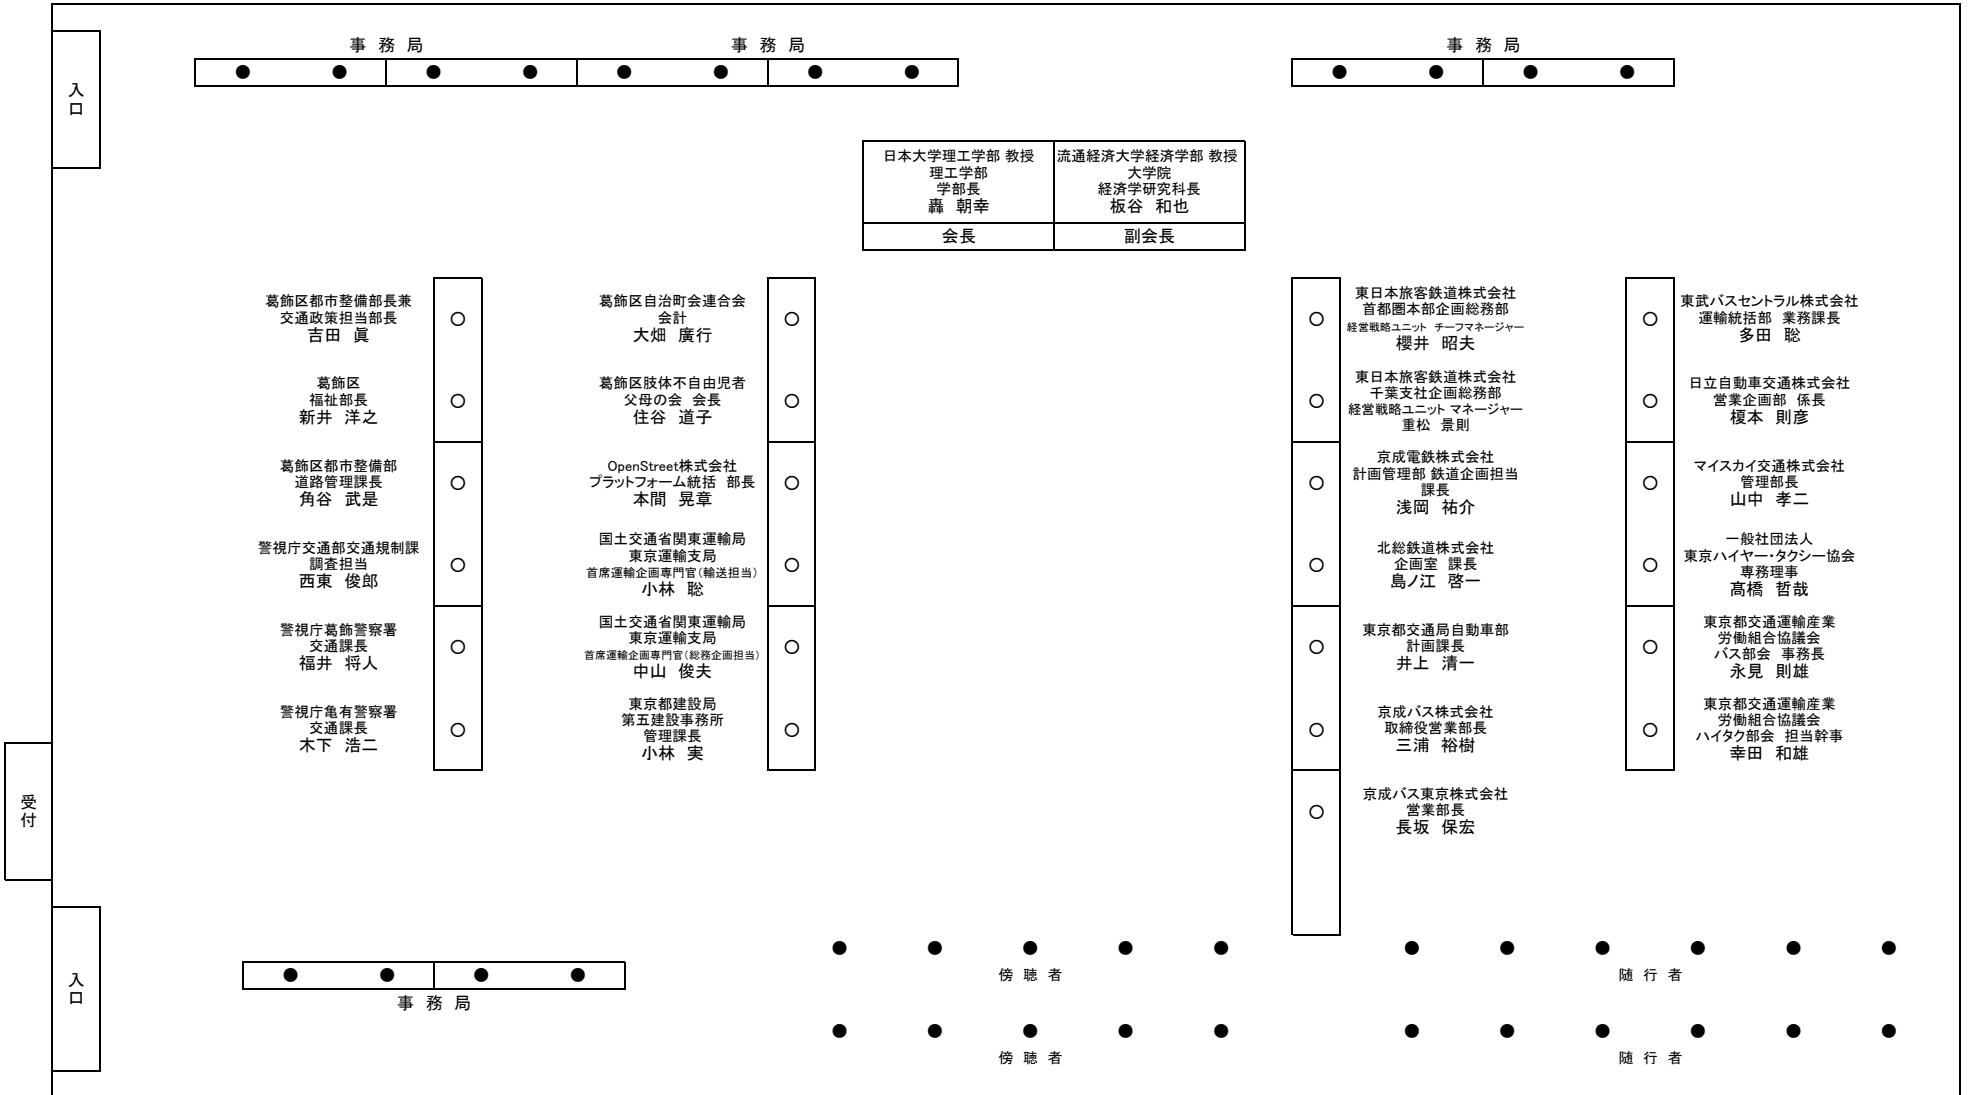 事 務 局
事 務 局
事 務 局
入口
日本大学理工学部 教授
理工学部
学部長
轟 朝幸
会長
流通経済大学経済学部 教授
大学院
経済学研究科長
板谷 和也
副会長
葛飾区都市整備部長兼
交通政策担当部長
吉田 眞
葛飾区
福祉部長
新井 洋之
葛飾区都市整備部
道路管理課長
角谷 武是
警視庁交通部交通規制課
調査担当
西東 俊郎
警視庁葛飾警察署
交通課長
福井 将人
警視庁亀有警察署
交通課長
木下 浩二
葛飾区自治町会連合会
会計
大畑 廣行
葛飾区肢体不自由児者
父母の会 会長
住谷 道子
OpenStreet株式会社
プラットフォーム統括 部長
本間 晃章
国土交通省関東運輸局
東京運輸支局
首席運輸企画専門官(輸送担当)
小林 聡
国土交通省関東運輸局
東京運輸支局
首席運輸企画専門官(総務企画担当)
中山 俊夫
東京都建設局
第五建設事務所
管理課長
小林 実
東日本旅客鉄道株式会社
首都圏本部企画総務部
経営戦略ユニット チーフマネージャー
櫻井 昭夫
東日本旅客鉄道株式会社
千葉支社企画総務部
経営戦略ユニット マネージャー
重松 景則
京成電鉄株式会社
計画管理部 鉄道企画担当
課長
浅岡 祐介
北総鉄道株式会社
企画室 課長
島ノ江 啓一
東京都交通局自動車部
計画課長
井上 清一
京成バス株式会社
取締役営業部長
三浦 裕樹
京成バス東京株式会社
営業部長
長坂 保宏
東武バスセントラル株式会社
運輸統括部 業務課長
多田 聡
日立自動車交通株式会社
営業企画部 係長
榎本 則彦
マイスカイ交通株式会社
管理部長
山中 孝二
一般社団法人
東京ハイヤー・タクシー協会
専務理事
髙橋 哲哉
東京都交通運輸産業
労働組合協議会
バス部会 事務長
永見 則雄
東京都交通運輸産業
労働組合協議会
ハイタク部会 担当幹事
幸田 和雄
受付
入口
事 務 局
傍 聴 者
随 行 者
傍 聴 者
随 行 者